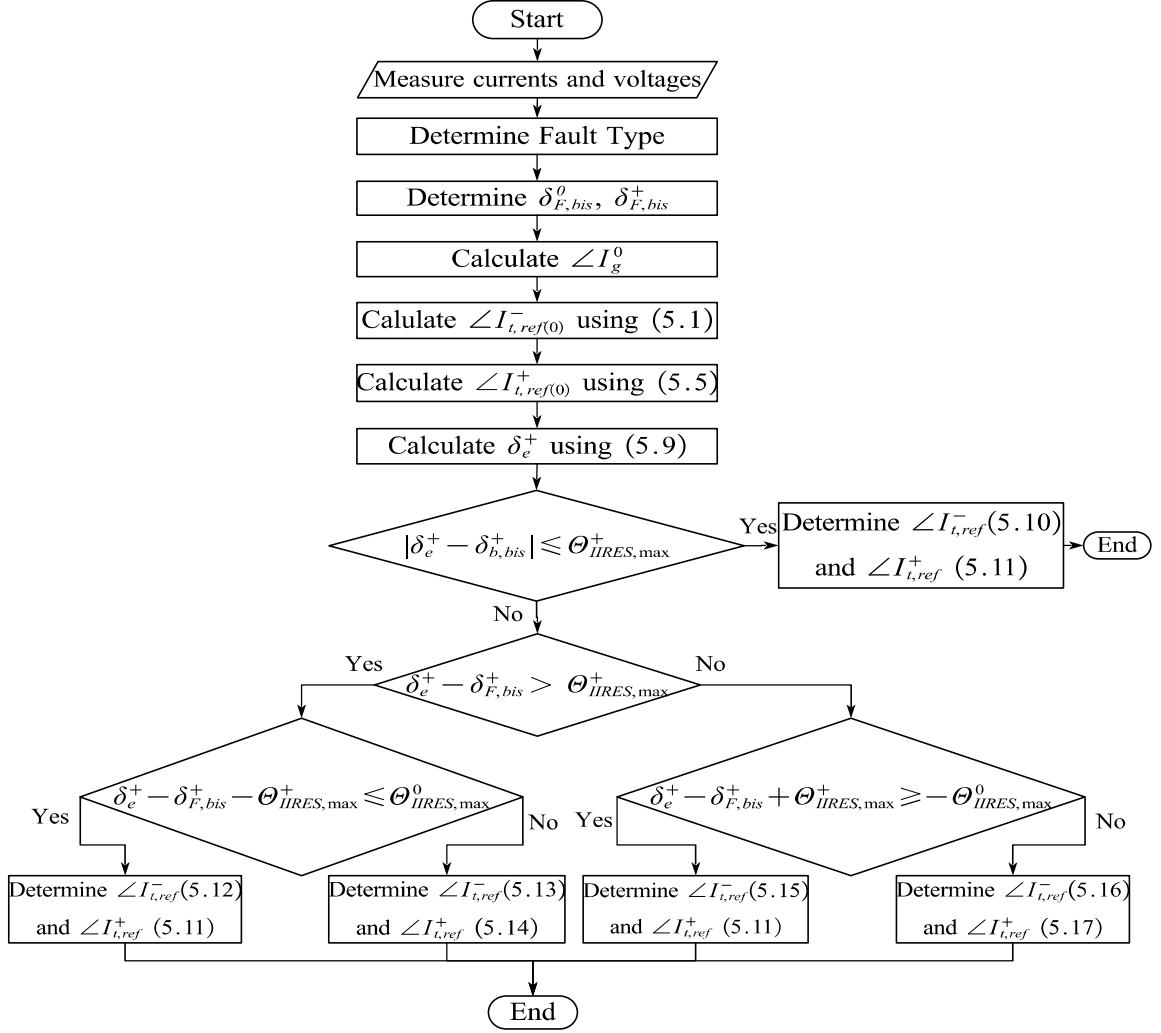 Start
Measure currents and voltages
Determine Fault Type
Determine δ⁰_{F,bis}, δ⁺_{F,bis}
Calculate ∠I⁰_g
Calulate ∠I⁻_{t,ref(0)} using (5.1)
Calculate ∠I⁺_{t,ref(0)} using (5.5)
Calculate δ⁺_e using (5.9)
|δ⁺_e − δ⁺_{b,bis}| ≤ Θ⁺_{IIRES,max}
Yes
Determine ∠I⁻_{t,ref}(5.10)
and ∠I⁺_{t,ref} (5.11)
End
No
Yes
δ⁺_e − δ⁺_{F,bis} > Θ⁺_{IIRES,max}
No
δ⁺_e − δ⁺_{F,bis} − Θ⁺_{IIRES,max} ≤ Θ⁰_{IIRES,max}
Yes
No
δ⁺_e − δ⁺_{F,bis} + Θ⁺_{IIRES,max} ≥ −Θ⁰_{IIRES,max}
Yes
No
Determine ∠I⁻_{t,ref}(5.12)
and ∠I⁺_{t,ref} (5.11)
Determine ∠I⁻_{t,ref}(5.13)
and ∠I⁺_{t,ref} (5.14)
Determine ∠I⁻_{t,ref}(5.15)
and ∠I⁺_{t,ref} (5.11)
Determine ∠I⁻_{t,ref}(5.16)
and ∠I⁺_{t,ref} (5.17)
End